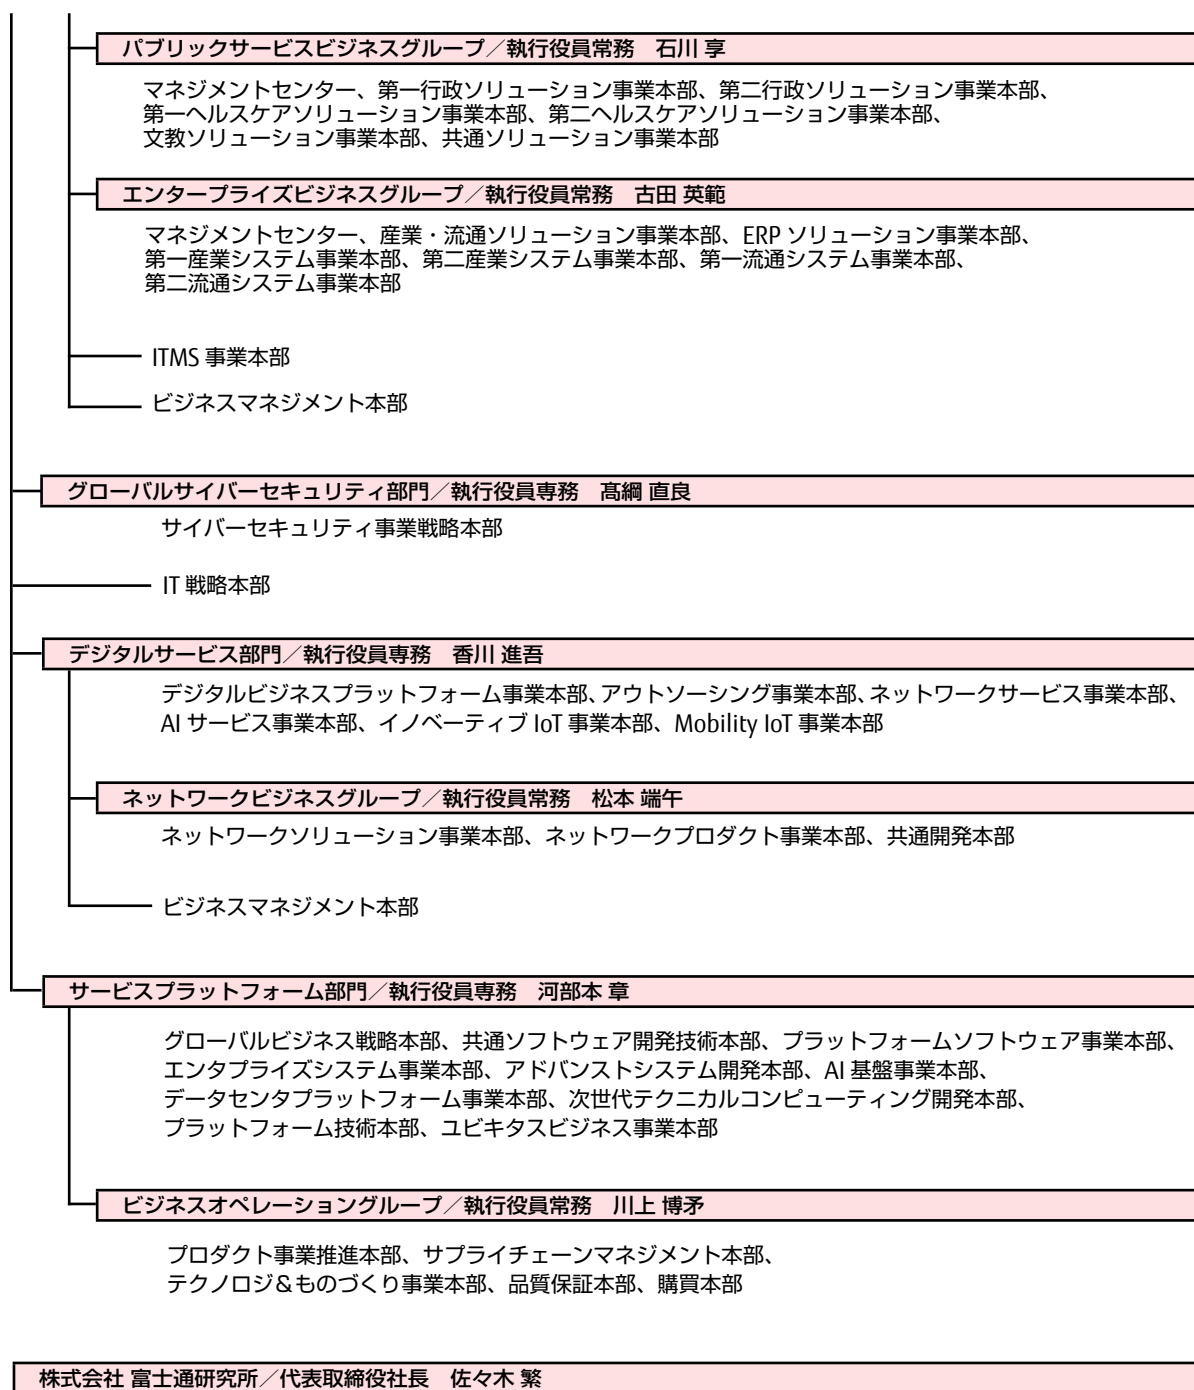 パブリックサービスビジネスグループ／執行役員常務　石川 享
マネジメントセンター、第一行政ソリューション事業本部、第二行政ソリューション事業本部、
第一ヘルスケアソリューション事業本部、第二ヘルスケアソリューション事業本部、
文教ソリューション事業本部、共通ソリューション事業本部
エンタープライズビジネスグループ／執行役員常務　古田 英範
マネジメントセンター、産業・流通ソリューション事業本部、ERP ソリューション事業本部、
第一産業システム事業本部、第二産業システム事業本部、第一流通システム事業本部、
第二流通システム事業本部
ITMS 事業本部
ビジネスマネジメント本部
グローバルサイバーセキュリティ部門／執行役員専務　髙綱 直良
サイバーセキュリティ事業戦略本部
IT 戦略本部
デジタルサービス部門／執行役員専務　香川 進吾
デジタルビジネスプラットフォーム事業本部、アウトソーシング事業本部、ネットワークサービス事業本部、
AI サービス事業本部、イノベーティブ IoT 事業本部、Mobility IoT 事業本部
ネットワークビジネスグループ／執行役員常務　松本 端午
ネットワークソリューション事業本部、ネットワークプロダクト事業本部、共通開発本部
ビジネスマネジメント本部
サービスプラットフォーム部門／執行役員専務　河部本 章
グローバルビジネス戦略本部、共通ソフトウェア開発技術本部、プラットフォームソフトウェア事業本部、
エンタプライズシステム事業本部、アドバンストシステム開発本部、AI 基盤事業本部、
データセンタプラットフォーム事業本部、次世代テクニカルコンピューティング開発本部、
プラットフォーム技術本部、ユビキタスビジネス事業本部
ビジネスオペレーショングループ／執行役員常務　川上 博矛
プロダクト事業推進本部、サプライチェーンマネジメント本部、
テクノロジ＆ものづくり事業本部、品質保証本部、購買本部
株式会社 富士通研究所／代表取締役社長　佐々木 繁